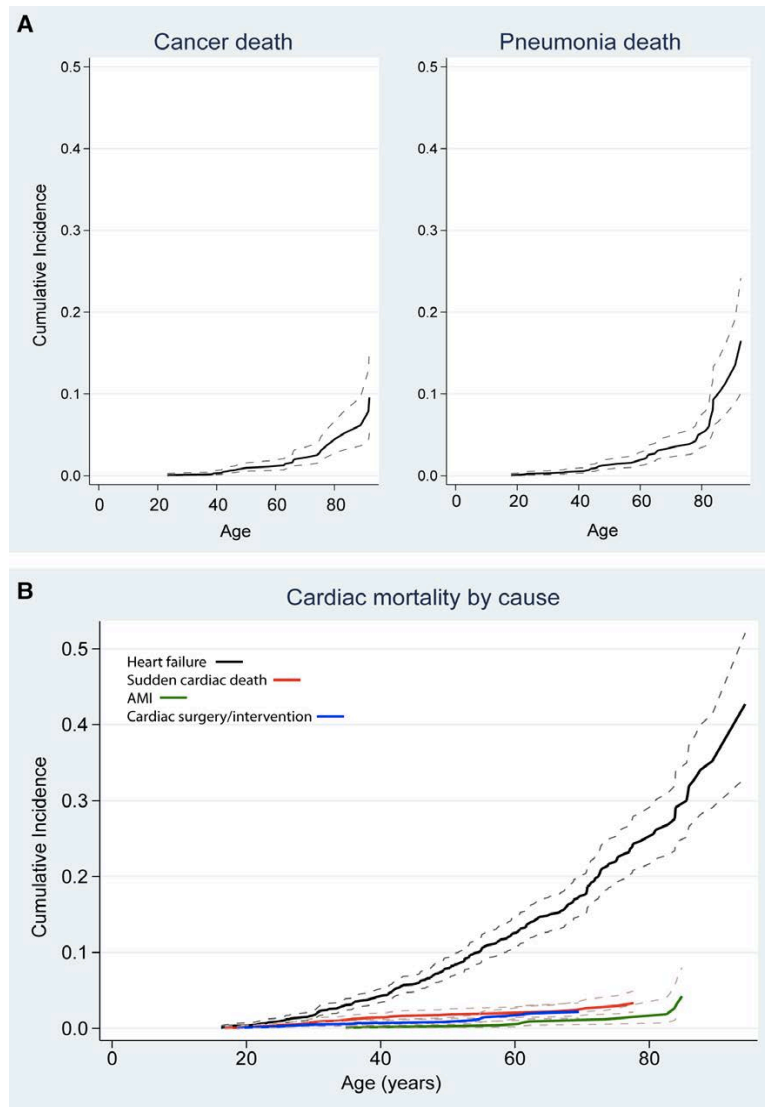 A
Cancer death
Pneumonia death
0.5
0.4
0.3
0.2
0.1
0.0
Cumulative Incidence
0 20 40 60 80
Age
0.5
0.4
0.3
0.2
0.1
0.0
0 20 40 60 80
Age
B
Cardiac mortality by cause
0.5
0.4
0.3
0.2
0.1
0.0
Cumulative Incidence
Heart failure
Sudden cardiac death
AMI
Cardiac surgery/intervention
0 20 40 60 80
Age (years)